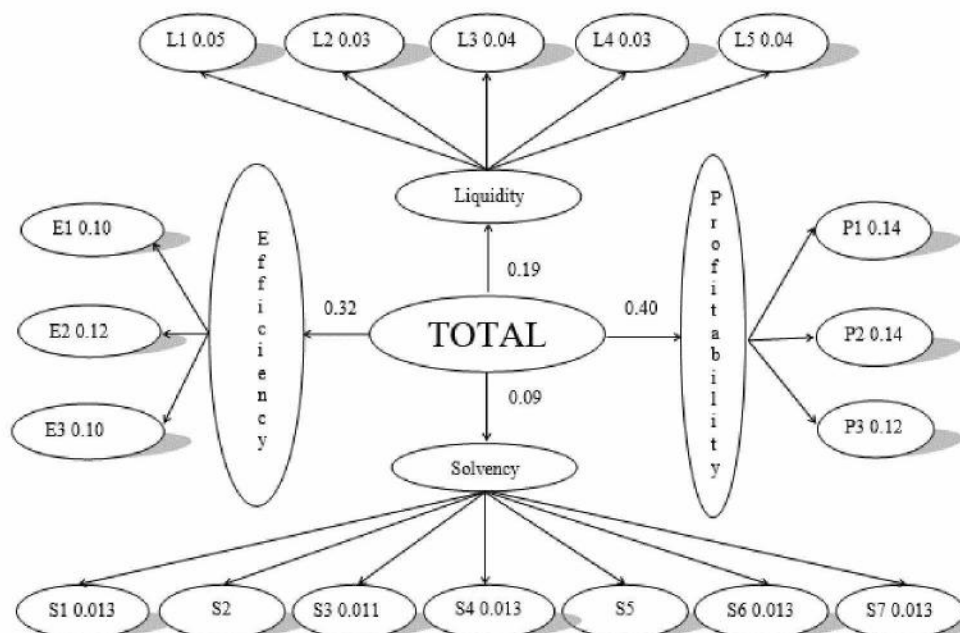 L1 0.05
L2 0.03
L3 0.04
L4 0.03
L5 0.04
Liquidity
0.19
E1 0.10
E2 0.12
E3 0.10
Efficiency
0.32
TOTAL
0.40
Profitability
P1 0.14
P2 0.14
P3 0.12
0.09
Solvency
S1 0.013
S2
S3 0.011
S4 0.013
S5
S6 0.013
S7 0.013